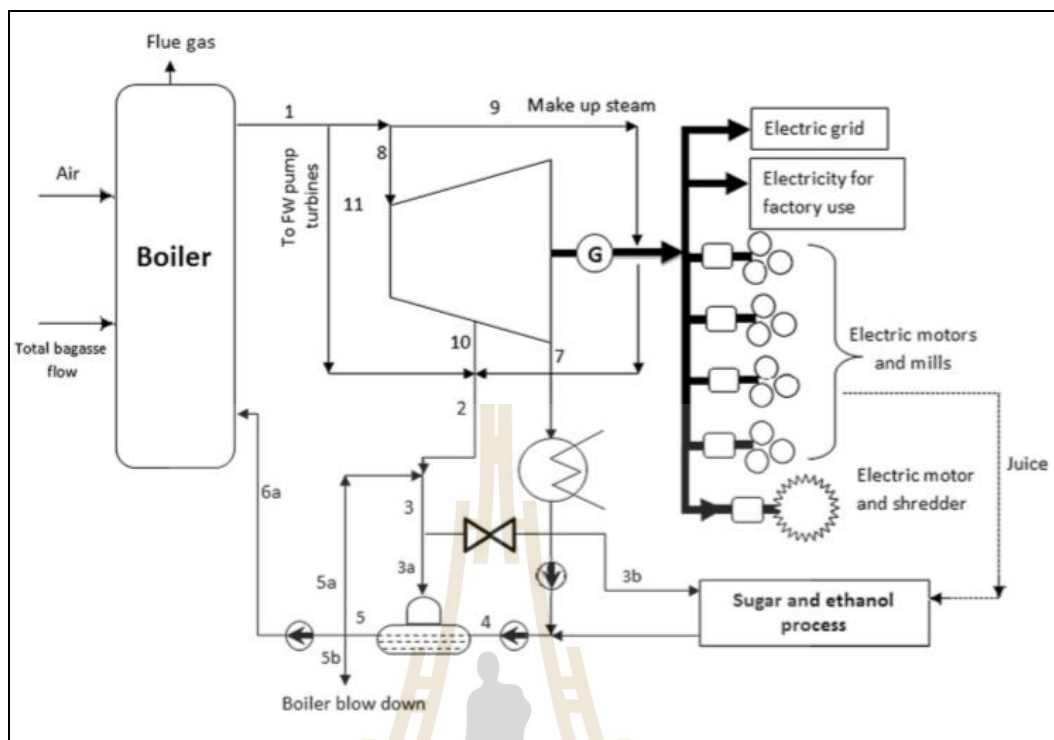 Flue gas
1
9
Make up steam
Electric grid
8
Air
To FW pump
turbines
Electricity for
factory use
11
Boiler
G
Total bagasse
flow
10
7
Electric motors
and mills
2
Juice
6a
3
Electric motor
and shredder
3a
5a
3b
5
4
Sugar and ethanol
process
5b
Boiler blow down